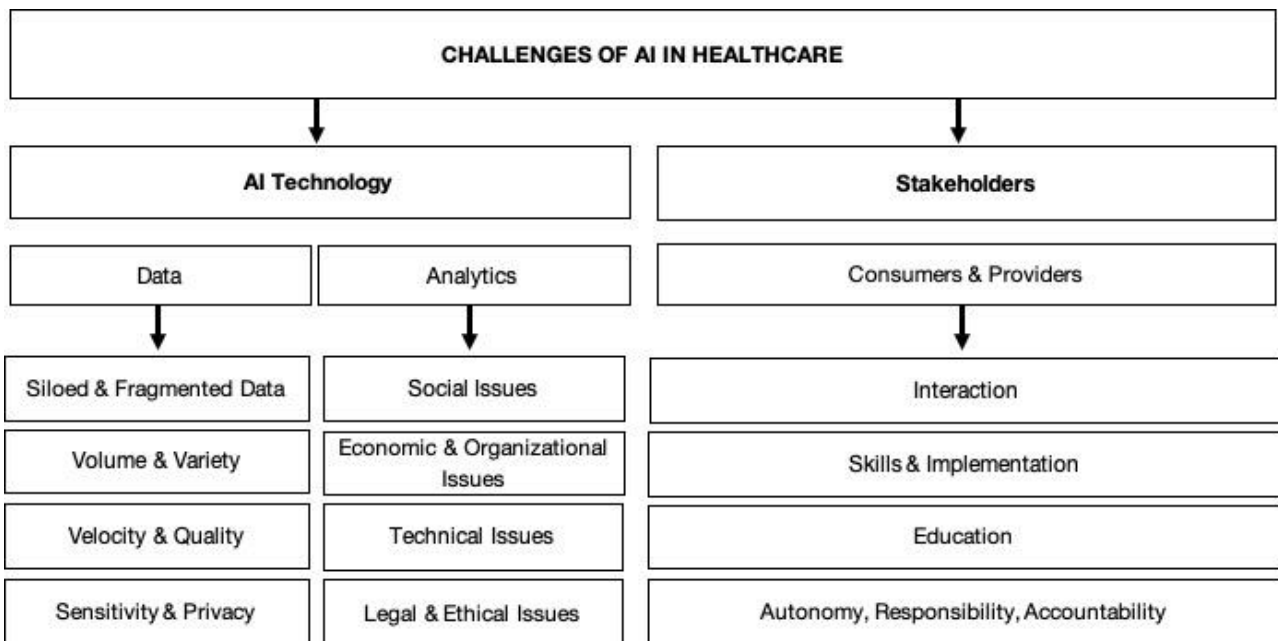 CHALLENGES OF AI IN HEALTHCARE
AI Technology
Stakeholders
Data
Analytics
Consumers & Providers
Siloed & Fragmented Data
Social Issues
Interaction
Volume & Variety
Economic & Organizational
Issues
Skills & Implementation
Velocity & Quality
Technical Issues
Education
Sensitivity & Privacy
Legal & Ethical Issues
Autonomy, Responsibility, Accountability